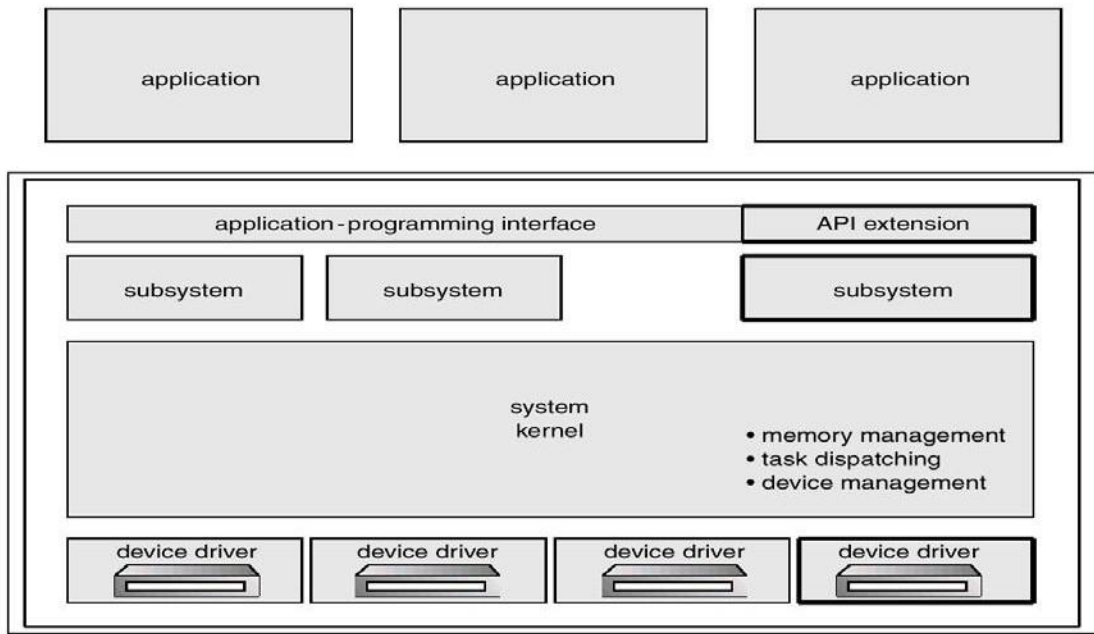 application
application
application
application-programming interface
API extension
subsystem
subsystem
subsystem
system
kernel
• memory management
• task dispatching
• device management
device driver
device driver
device driver
device driver